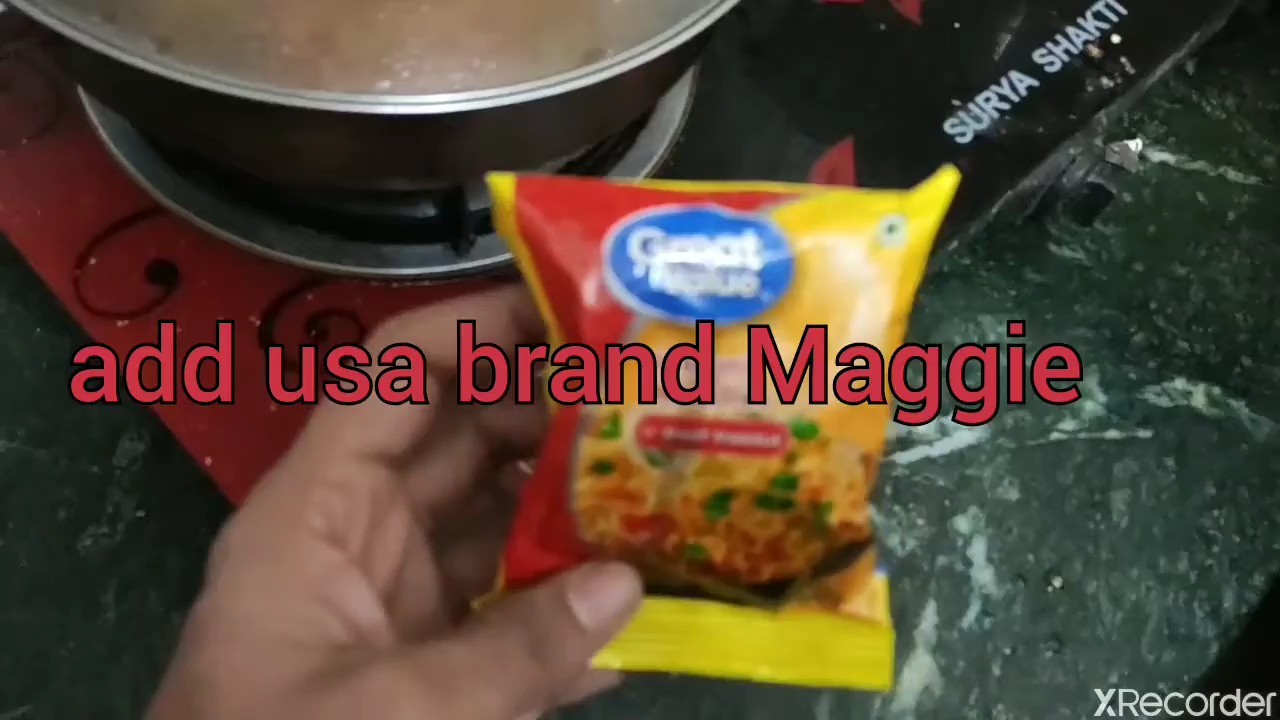 SURYA SHAKTI
Great
Value
add usa brand Maggie
XRecorder